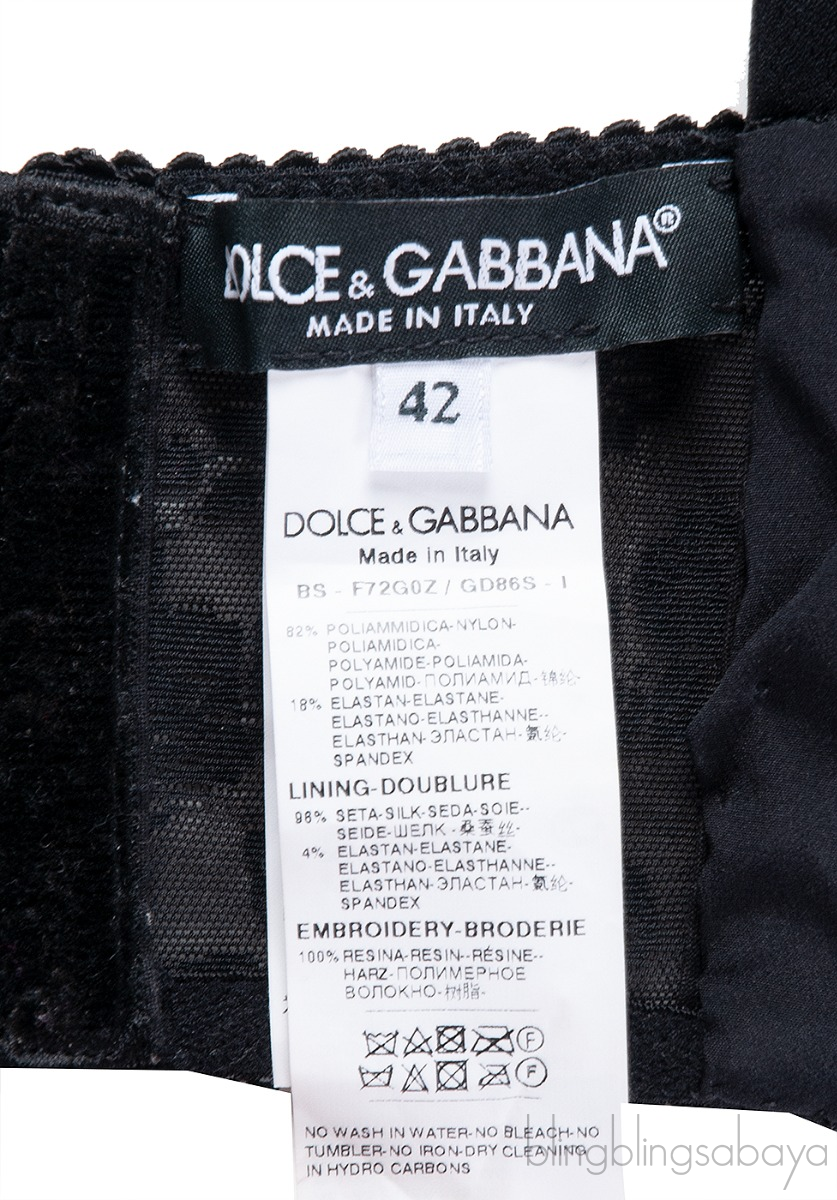 DOLCE & GABBANA®
MADE IN ITALY
42
DOLCE & GABBANA
Made in Italy
BS - F72G0Z / GD86S - I
82% POLIAMMIDICA-NYLON-
POLIAMIDICA-
POLYAMIDE-POLIAMIDA-
POLYAMID-ПОЛИАМИД-锦纶-
18% ELASTAN-ELASTANE-
ELASTANO-ELASTHANNE--
ELASTHAN-ЭЛАСТАН-氨纶-
SPANDEX
LINING-DOUBLURE
96% SETA-SILK-SEDA-SOIE--
SEIDE-ШЕЛК-桑蚕丝-
4% ELASTAN-ELASTANE-
ELASTANO-ELASTHANNE--
ELASTHAN-ЭЛАСТАН-氨纶-
SPANDEX
EMBROIDERY-BRODERIE
100% RESINA-RESIN--RÉSINE--
HARZ-ПОЛИМЕРНОЕ
ВОЛОКНО-树脂-
F
F
NO WASH IN WATER-NO BLEACH-NO
TUMBLER-NO IRON-DRY CLEANING
IN HYDRO CARBONS
blingblingsabaya